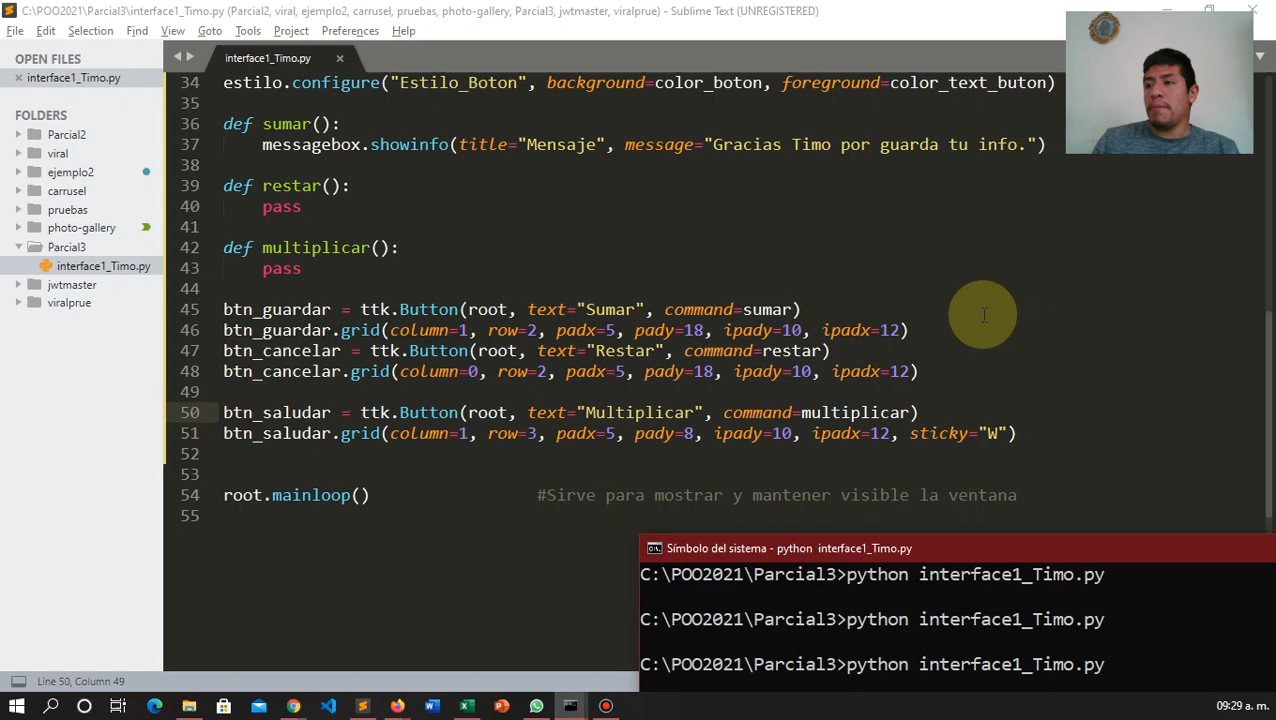 C:\POO2021\Parcial3\interface1_Timo.py (Parcial2, viral, ejemplo2, carrusel, pruebas, photo-gallery, Parcial3, jwtmaster, viralprue) - Sublime Text (UNREGISTERED)
File Edit Selection Find View Goto Tools Project Preferences Help
OPEN FILES
interface1_Timo.py
FOLDERS
Parcial2
viral
ejemplo2
carrusel
pruebas
photo-gallery
Parcial3
interface1_Timo.py
jwtmaster
viralprue
interface1_Timo.py
34 estilo.configure("Estilo_Boton", background=color_boton, foreground=color_text_buton)
35
36 def sumar():
37 messagebox.showinfo(title="Mensaje", message="Gracias Timo por guarda tu info.")
38
39 def restar():
40 pass
41
42 def multiplicar():
43 pass
44
45 btn_guardar = ttk.Button(root, text="Sumar", command=sumar)
46 btn_guardar.grid(column=1, row=2, padx=5, pady=18, ipady=10, ipadx=12)
47 btn_cancelar = ttk.Button(root, text="Restar", command=restar)
48 btn_cancelar.grid(column=0, row=2, padx=5, pady=18, ipady=10, ipadx=12)
49
50 btn_saludar = ttk.Button(root, text="Multiplicar", command=multiplicar)
51 btn_saludar.grid(column=1, row=3, padx=5, pady=8, ipady=10, ipadx=12, sticky="W")
52
53
54 root.mainloop() #Sirve para mostrar y mantener visible la ventana
55
Símbolo del sistema - python interface1_Timo.py
C:\POO2021\Parcial3>python interface1_Timo.py
C:\POO2021\Parcial3>python interface1_Timo.py
C:\POO2021\Parcial3>python interface1_Timo.py
Line 50, Column 49
09:29 a. m.